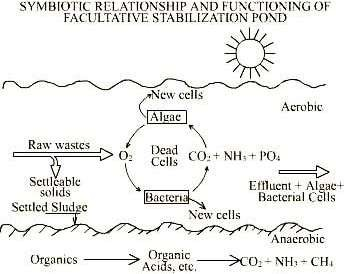 SYMBIOTIC RELATIONSHIP AND FUNCTIONING OF
FACULTATIVE STABILIZATION POND
New cells
Aerobic
Algae
Raw wastes
O2
Dead
Cells
CO2 + NH3 + PO4
Settleable
solids
Bacteria
Effluent + Algae+
Bacterial Cells
Settled Sludge
New cells
Anaerobic
Organics
Organic
Acids, etc.
CO2 + NH3 + CH4